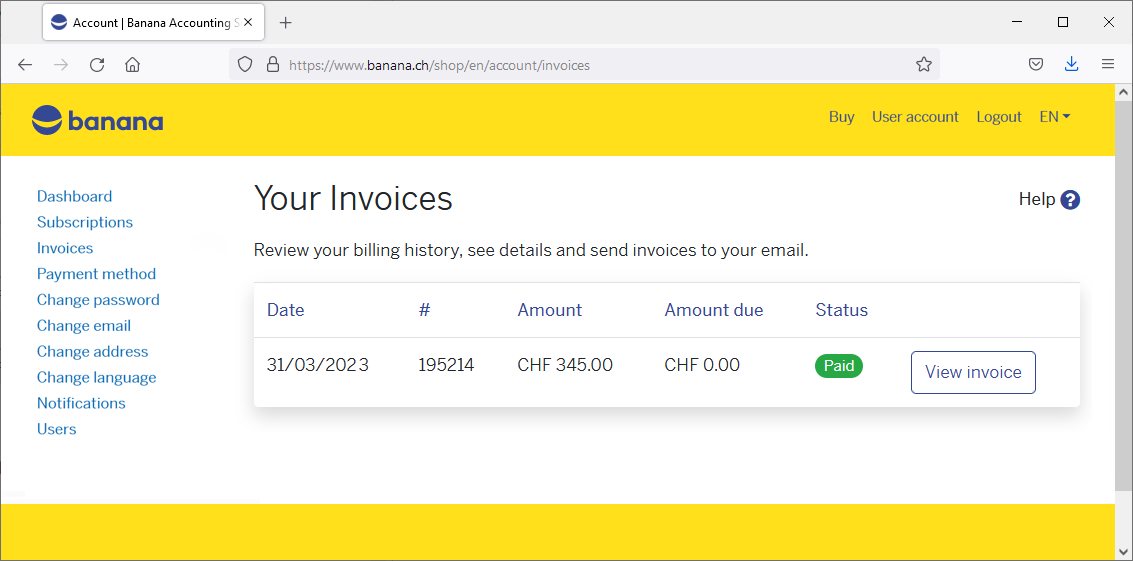 Account | Banana Accounting S
https://www.banana.ch/shop/en/account/invoices
banana
Buy User account Logout EN
Dashboard
Subscriptions
Invoices
Payment method
Change password
Change email
Change address
Change language
Notifications
Users
Your Invoices
Help ?
Review your billing history, see details and send invoices to your email.
Date # Amount Amount due Status
31/03/2023 195214 CHF 345.00 CHF 0.00 Paid View invoice